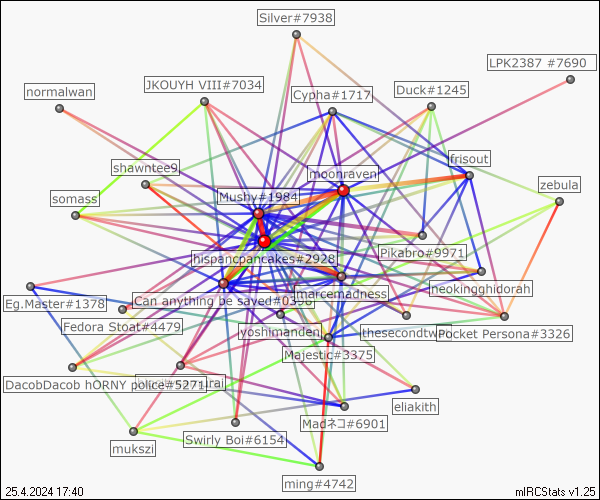 Silver#7938
LPK2387 #7690
normalwan
JKOUYH VIII#7034
Cypha#1717
Duck#1245
shawntee9
moonraven
frisout
somass
Mushy#1984
zebula
hispancpancakes#2928
Pikabro#9971
Eg.Master#1378
Can anything be saved#0398
marcemadness
neokingghidorah
Fedora Stoat#4479
yoshimanden
thesecondtw
Pocket Persona#3326
Majestic#3375
DacobDacob hORNY police#5271
eliakith
Madネコ#6901
mukszi
Swirly Boi#6154
ming#4742
25.4.2024 17:40
mIRCStats v1.25